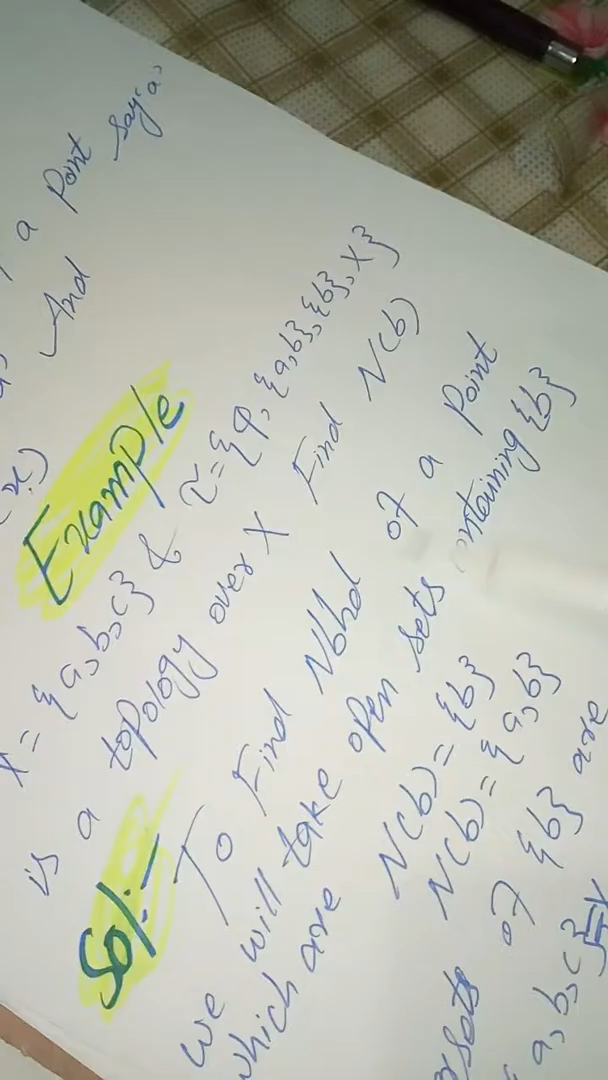 a Point say a,
And
(x)
Example
X = {a,b,c} & τ = {φ, {a,b}, {b}, X}
is a topology over X Find N(b)
Sol:- To Find Nbhd of a Point
we will take open sets containing {b}
which are N(b) = {b}
N(b) = {a,b}
sets of {b} are
a,b,c} = X